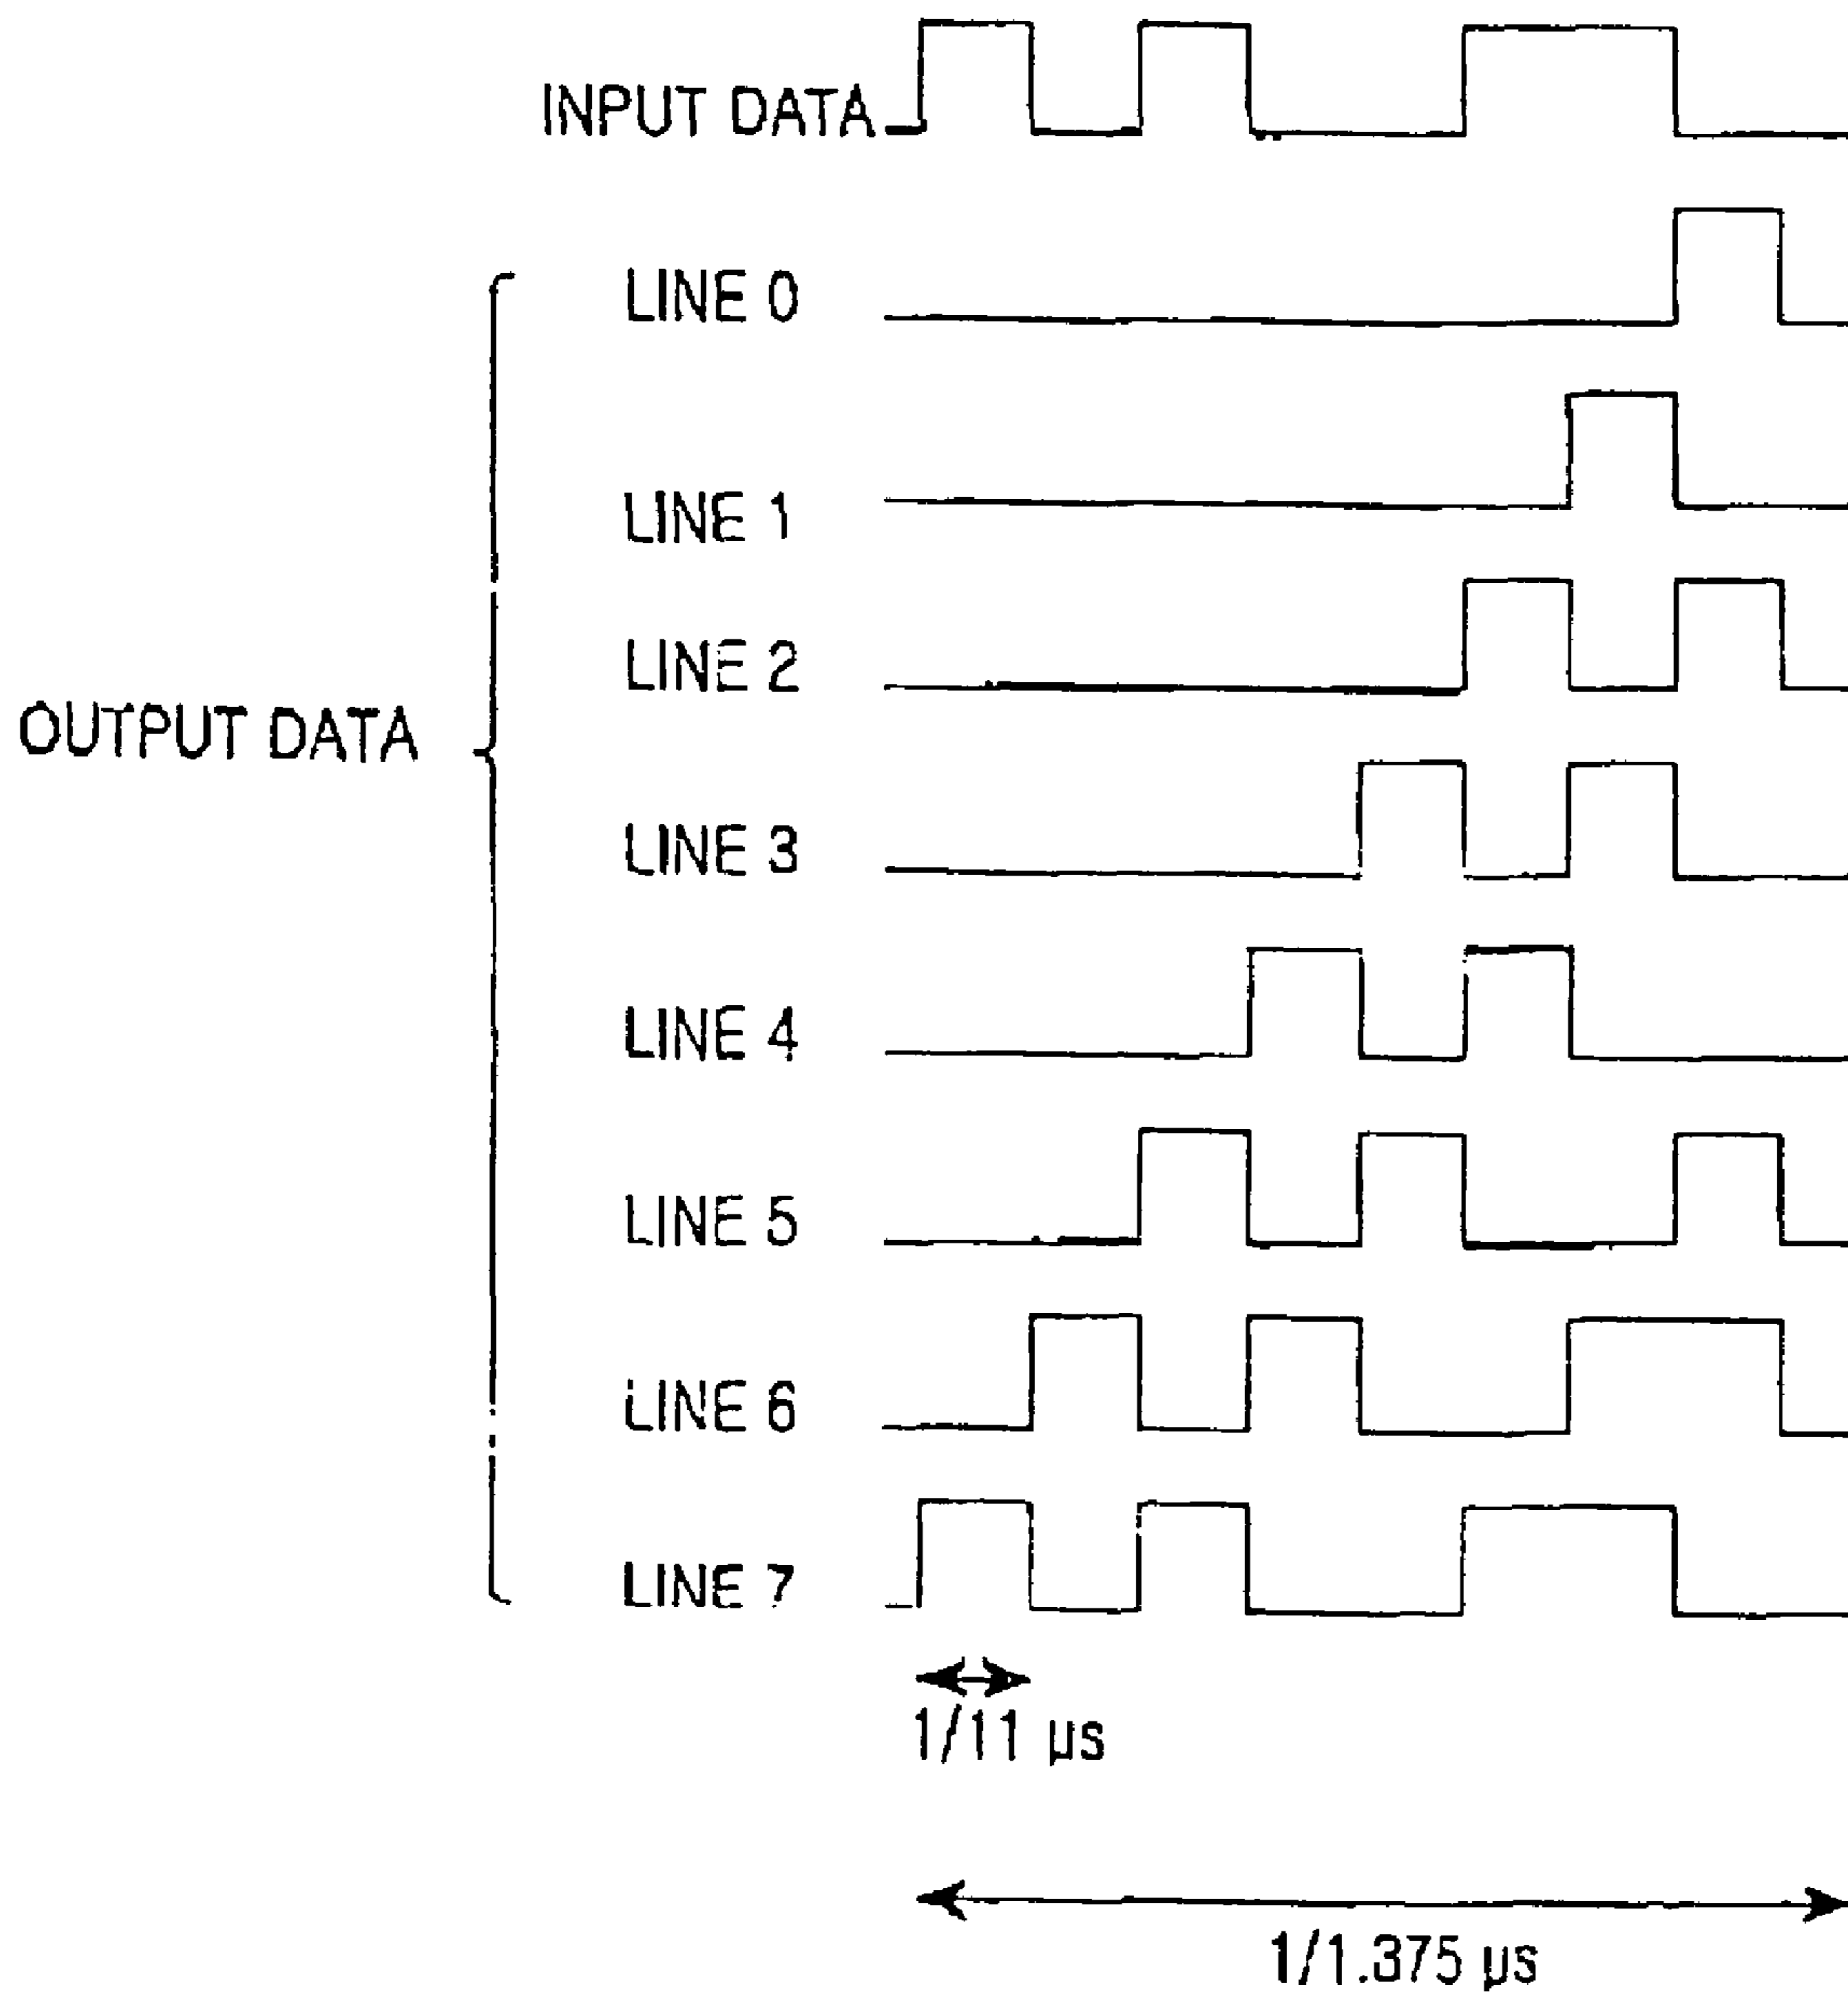 INPUT DATA
LINE 0
LINE 1
LINE 2
OUTPUT DATA
LINE 3
LINE 4
LINE 5
LINE 6
LINE 7
1/11 µs
1/1.375 µs